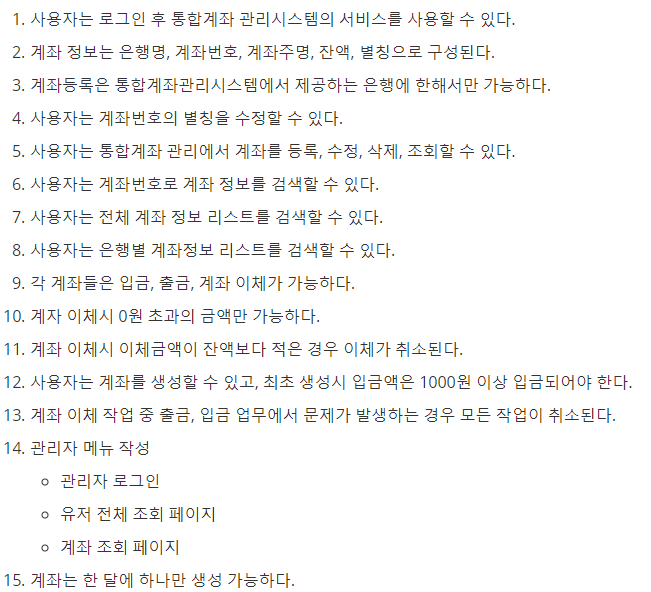 1. 사용자는 로그인 후 통합계좌 관리시스템의 서비스를 사용할 수 있다.
2. 계좌 정보는 은행명, 계좌번호, 계좌주명, 잔액, 별칭으로 구성된다.
3. 계좌등록은 통합계좌관리시스템에서 제공하는 은행에 한해서만 가능하다.
4. 사용자는 계좌번호의 별칭을 수정할 수 있다.
5. 사용자는 통합계좌 관리에서 계좌를 등록, 수정, 삭제, 조회할 수 있다.
6. 사용자는 계좌번호로 계좌 정보를 검색할 수 있다.
7. 사용자는 전체 계좌 정보 리스트를 검색할 수 있다.
8. 사용자는 은행별 계좌정보 리스트를 검색할 수 있다.
9. 각 계좌들은 입금, 출금, 계좌 이체가 가능하다.
10. 계자 이체시 0원 초과의 금액만 가능하다.
11. 계좌 이체시 이체금액이 잔액보다 적은 경우 이체가 취소된다.
12. 사용자는 계좌를 생성할 수 있고, 최초 생성시 입금액은 1000원 이상 입금되어야 한다.
13. 계좌 이체 작업 중 출금, 입금 업무에서 문제가 발생하는 경우 모든 작업이 취소된다.
14. 관리자 메뉴 작성
○ 관리자 로그인
○ 유저 전체 조회 페이지
○ 계좌 조회 페이지
15. 계좌는 한 달에 하나만 생성 가능하다.